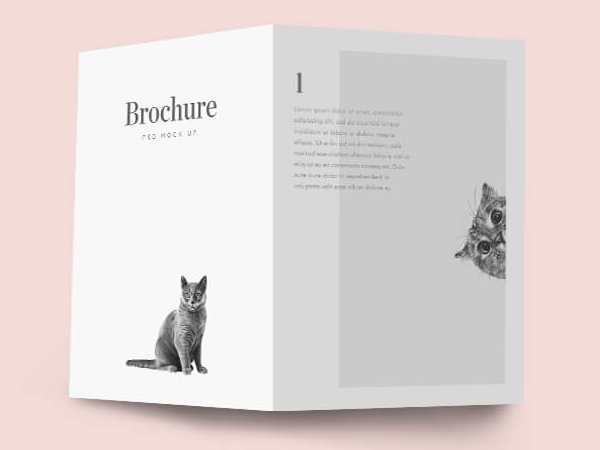 Brochure
PSD MOCK UP
1
Lorem ipsum dolor sit amet, consectetur
adipiscing elit, sed do eiusmod tempor
incididunt ut labore et dolore magna
aliqua. Ut enim ad minim veniam, quis
nostrud exercitation ullamco laboris nisi ut
aliquip ex ea commodo consequat. Duis
aute irure dolor in reprehenderit in
voluptate velit esse cillum dolore eu